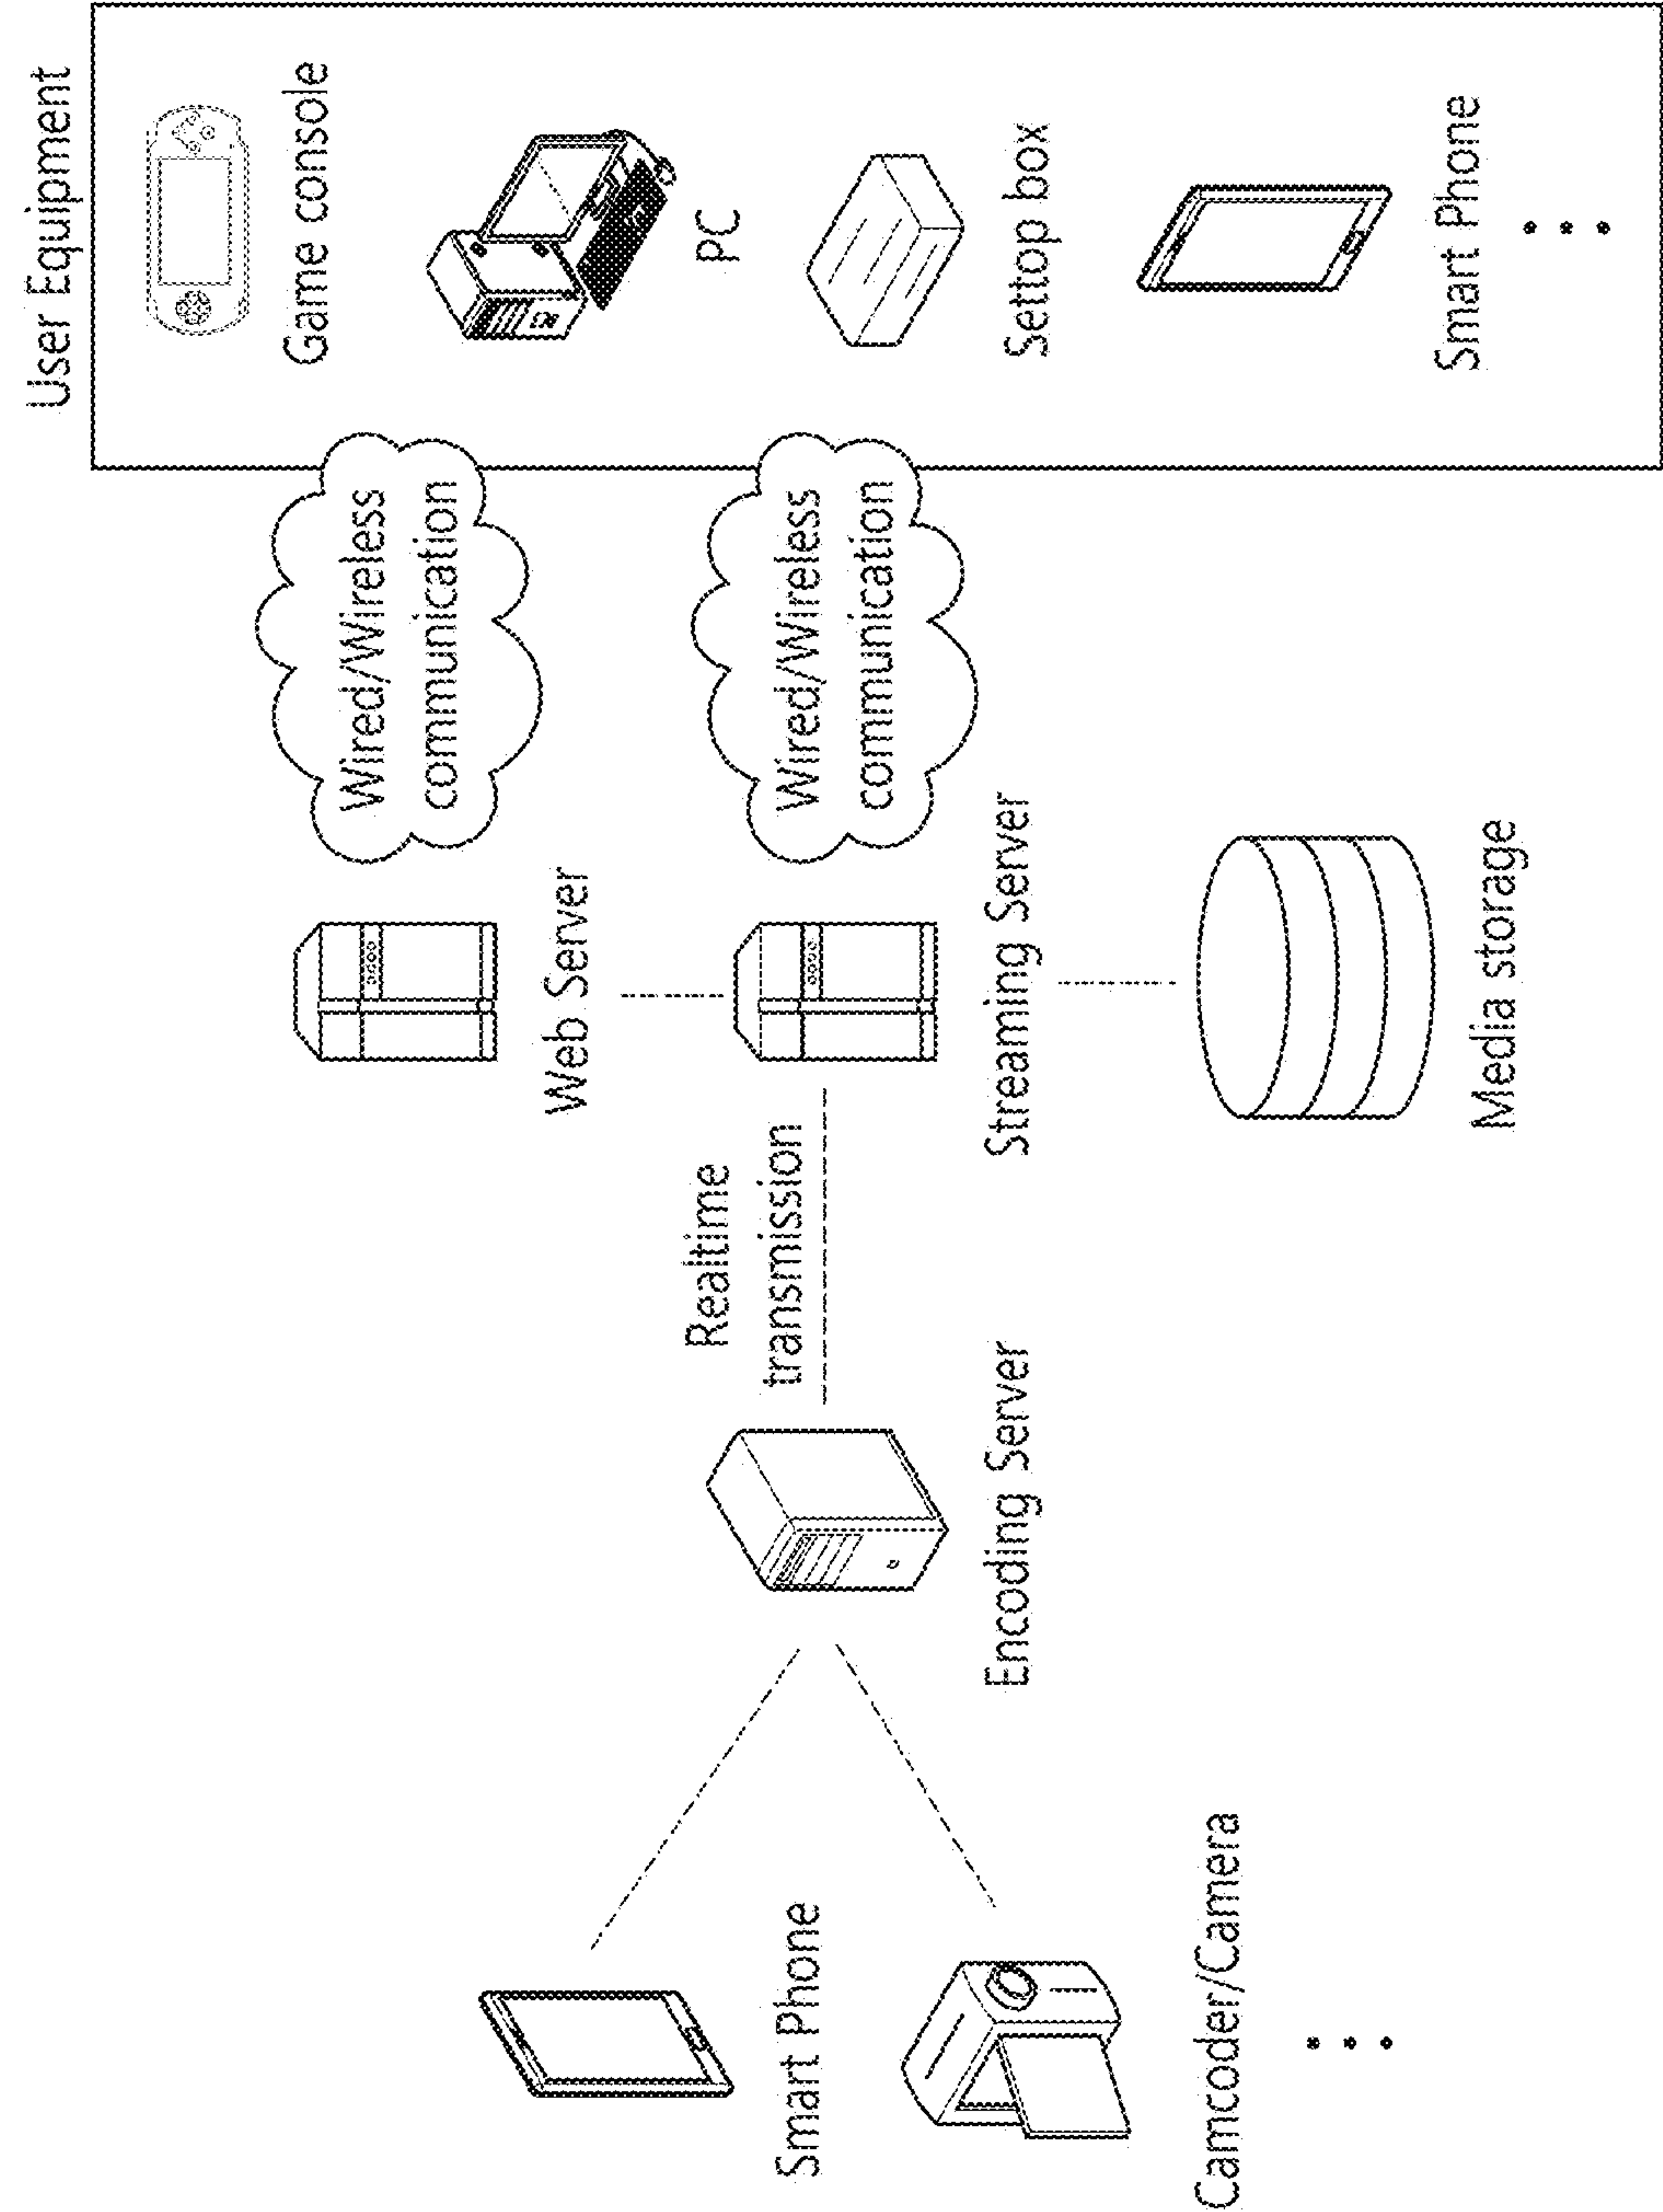 User Equipment
Game console
PC
Settop box
Smart Phone
Wired/Wireless
communication
Wired/Wireless
communication
Web Server
Streaming Server
Media storage
Realtime
transmission
Encoding Server
Smart Phone
Camcoder/Camera